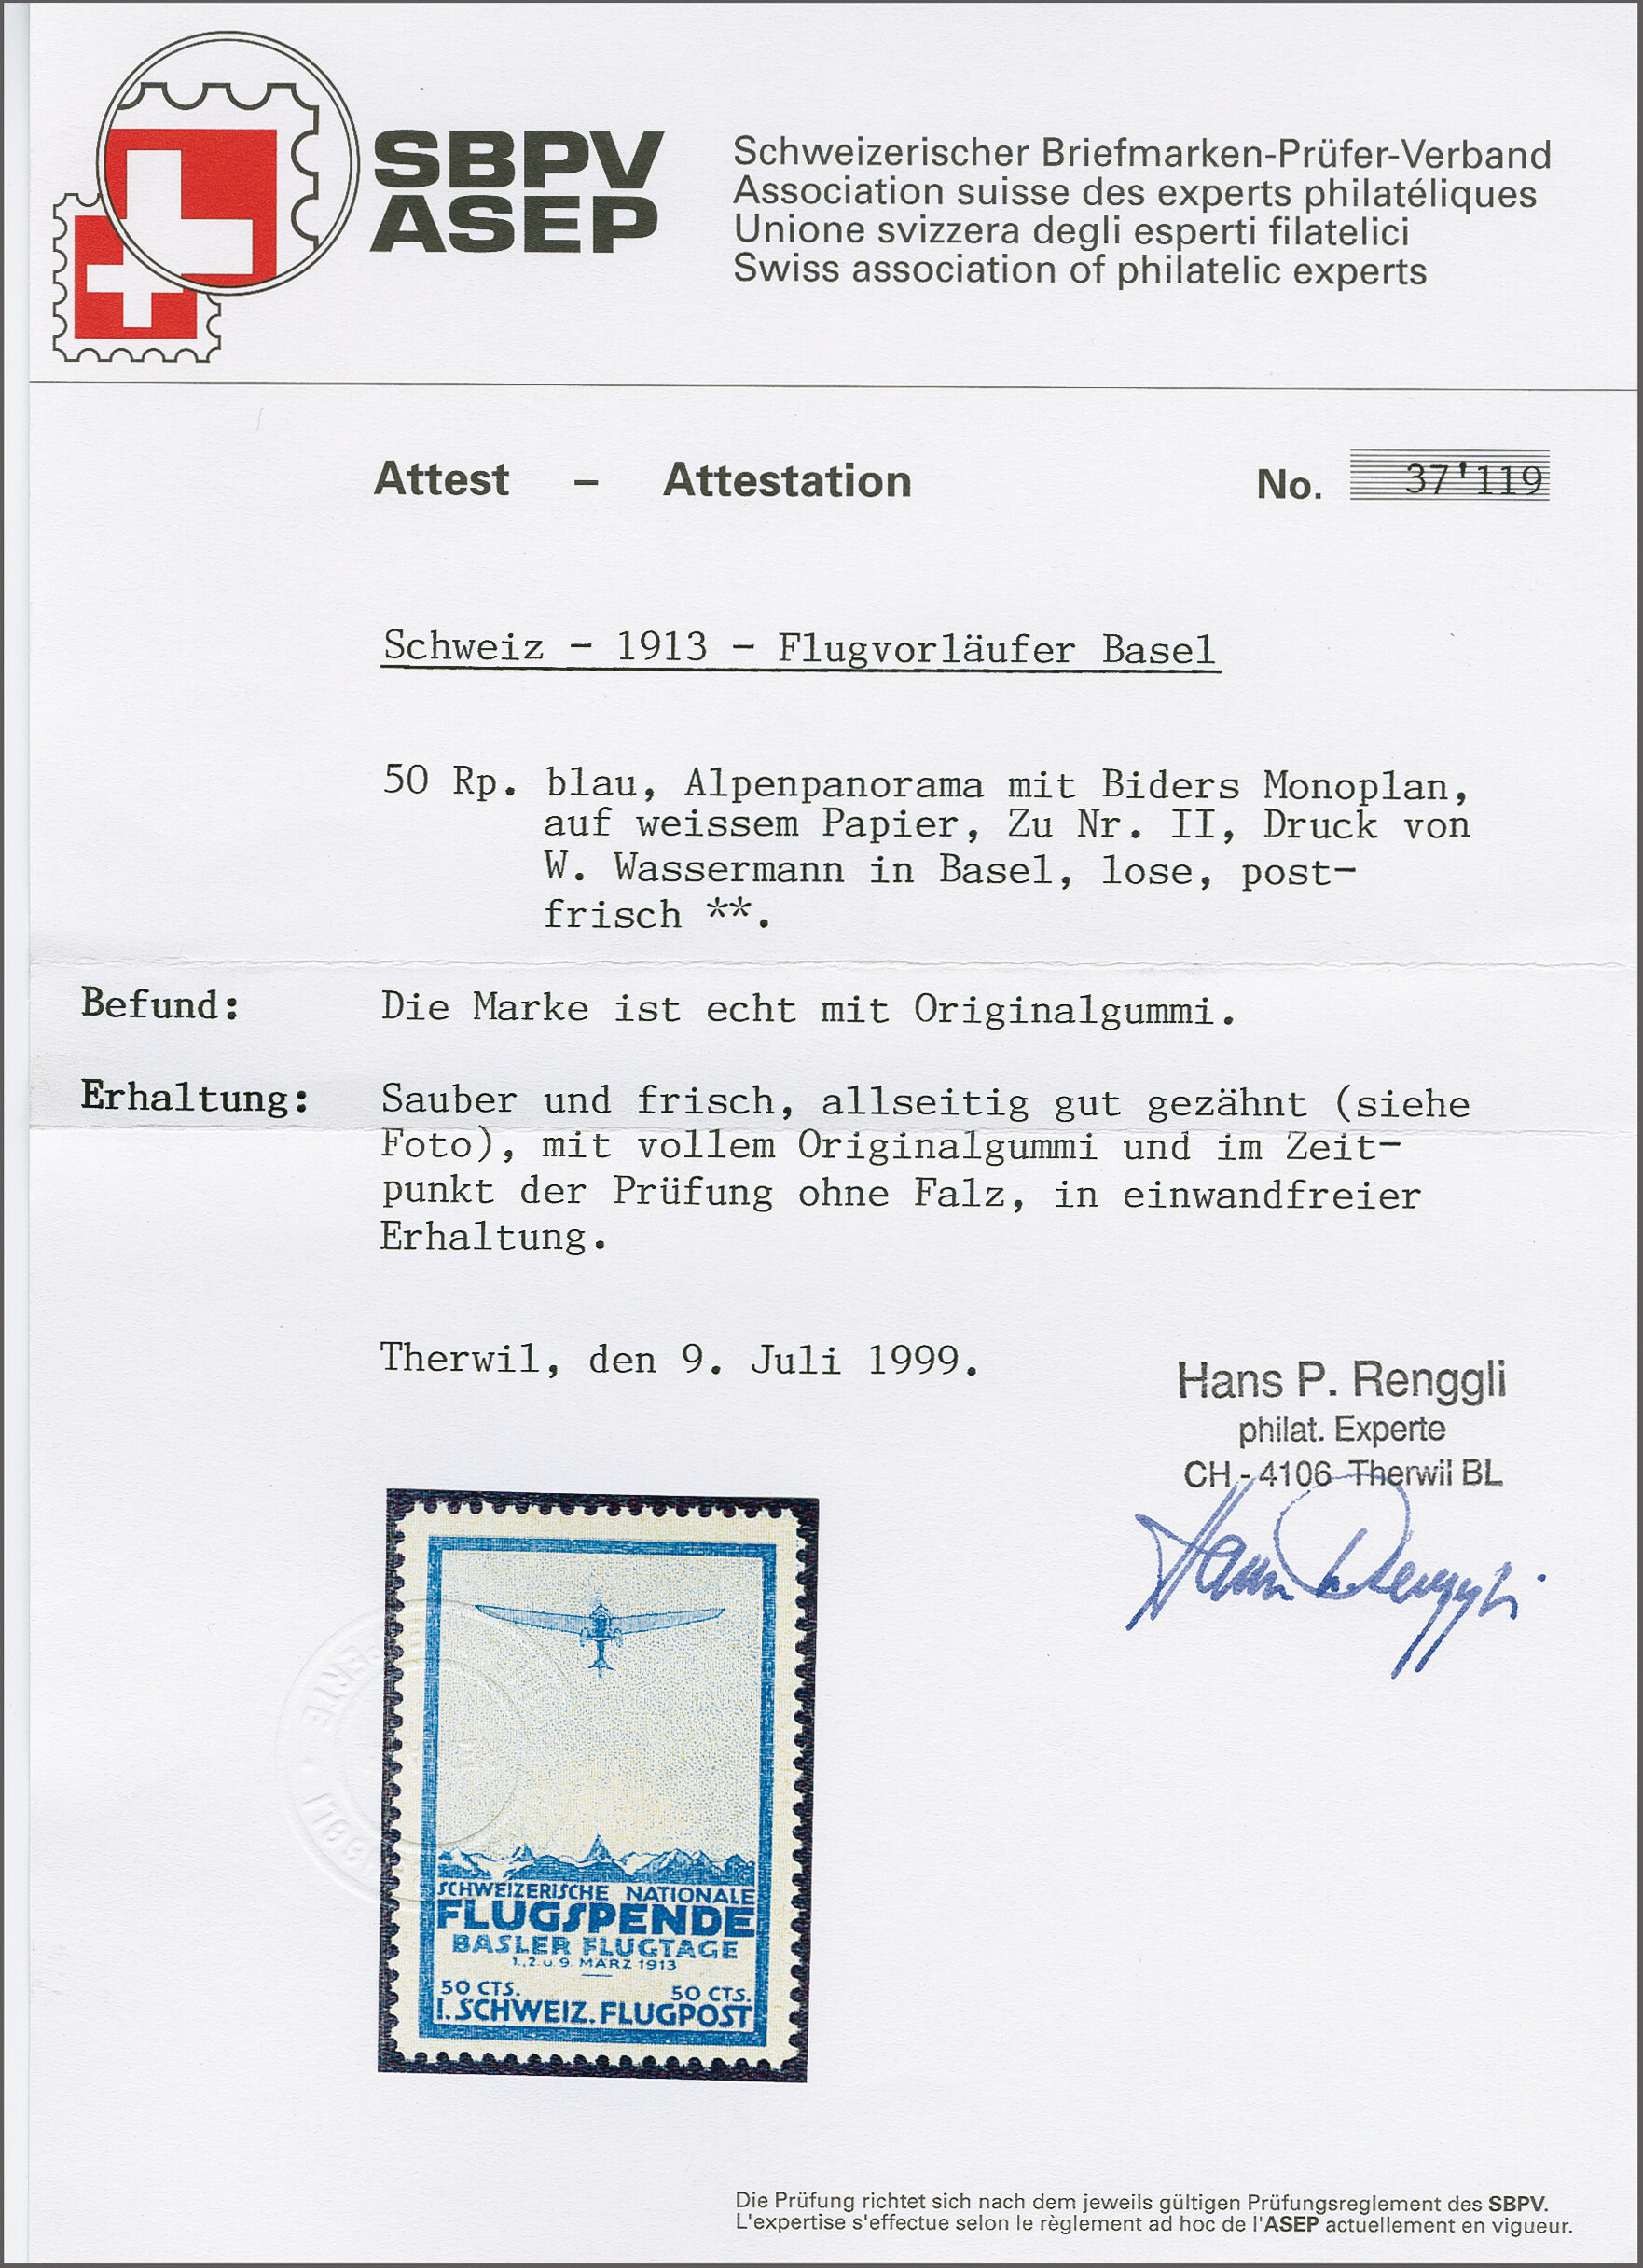 SBPV
ASEP
Schweizerischer Briefmarken-Prüfer-Verband
Association suisse des experts philatéliques
Unione svizzera degli esperti filatelici
Swiss association of philatelic experts
Attest – Attestation No. 37'119
Schweiz - 1913 - Flugvorläufer Basel
50 Rp. blau, Alpenpanorama mit Biders Monoplan,
auf weissem Papier, Zu Nr. II, Druck von
W. Wassermann in Basel, lose, post-
frisch **.
Befund: Die Marke ist echt mit Originalgummi.
Erhaltung: Sauber und frisch, allseitig gut gezähnt (siehe
Foto), mit vollem Originalgummi und im Zeit-
punkt der Prüfung ohne Falz, in einwandfreier
Erhaltung.
Therwil, den 9. Juli 1999.
Hans P. Renggli
philat. Experte
CH - 4106 Therwil BL
Hans Renggli
SCHWEIZERISCHE NATIONALE
FLUGSPENDE
BASLER FLUGTAGE
1., 2. u. 9. MÄRZ 1913
50 CTS. 50 CTS.
I. SCHWEIZ. FLUGPOST
Die Prüfung richtet sich nach dem jeweils gültigen Prüfungsreglement des SBPV.
L'expertise s'effectue selon le règlement ad hoc de l'ASEP actuellement en vigueur.